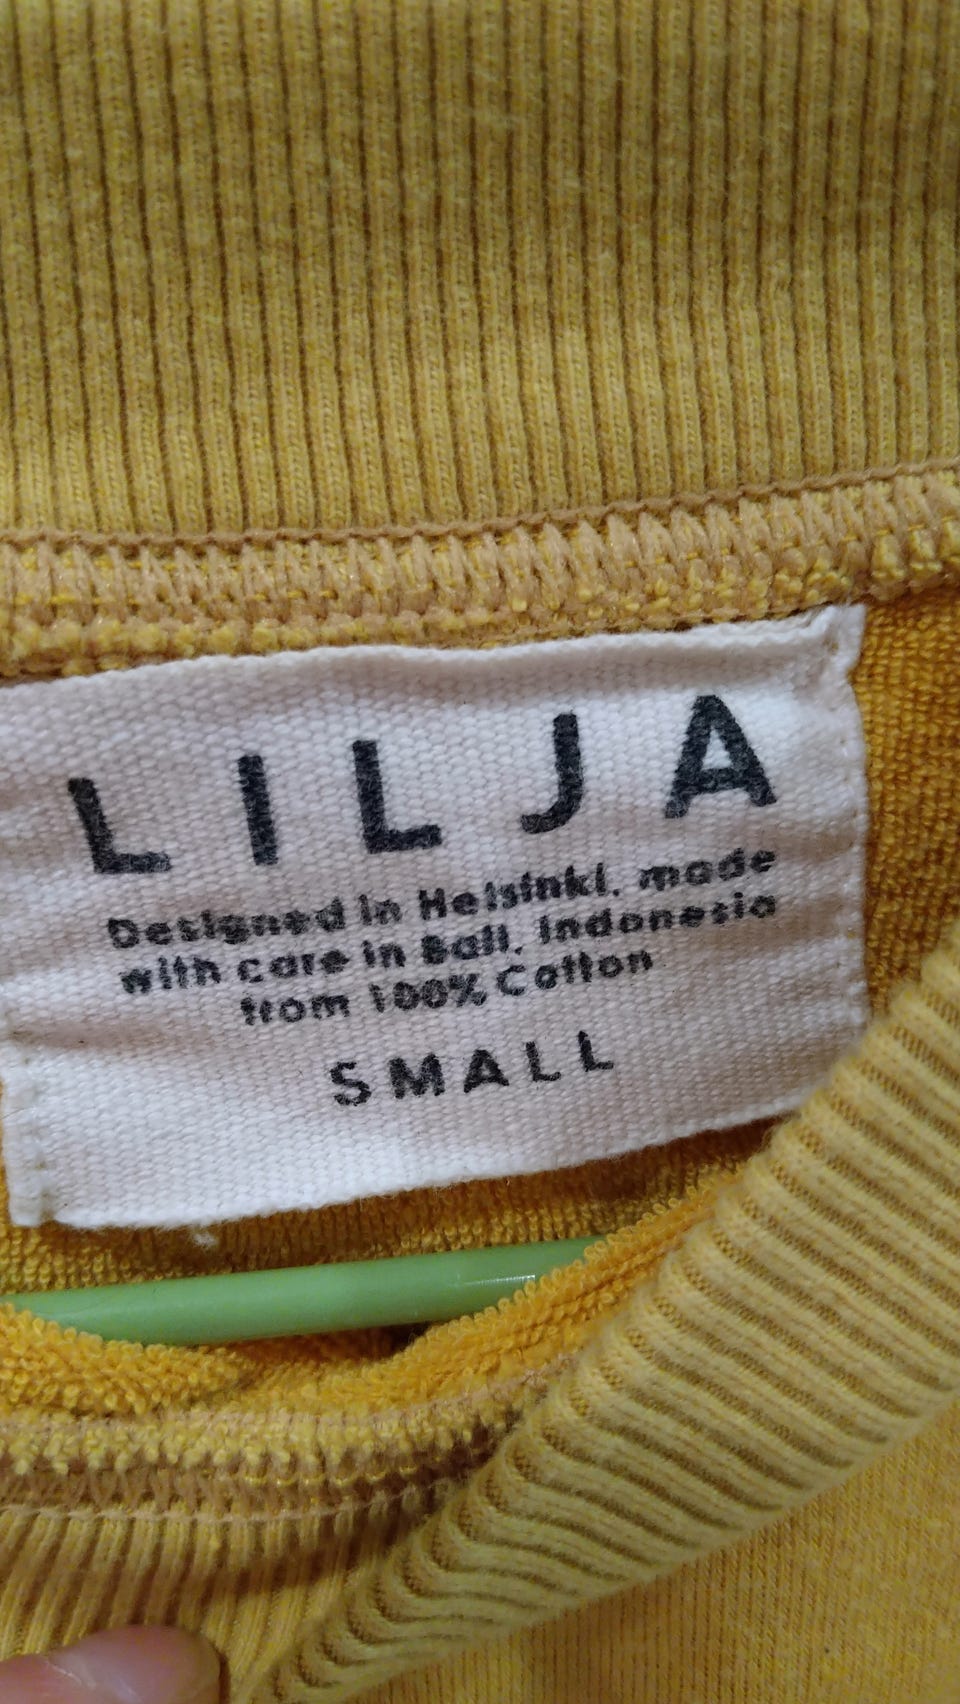 LILJA
Designed in Helsinki, made
with care in Bali, Indonesia
from 100% Cotton
SMALL